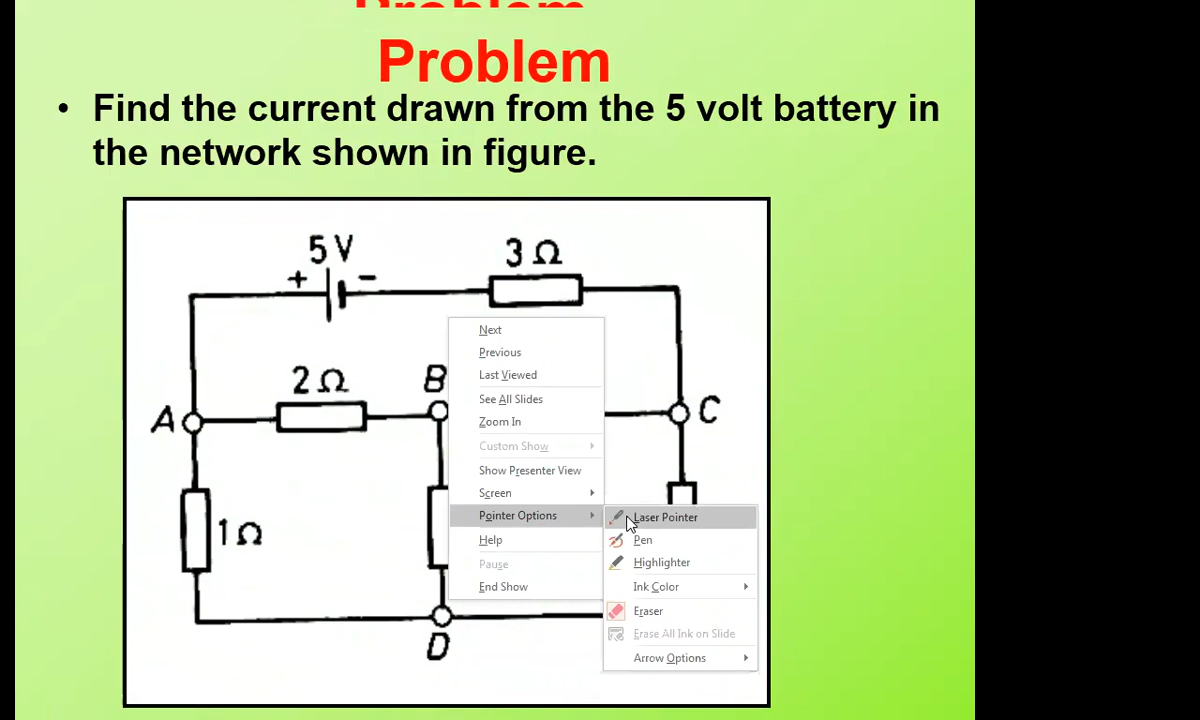 Problem
Problem
• Find the current drawn from the 5 volt battery in
the network shown in figure.
5 V
3 Ω
+ −
2 Ω
B
A
C
1 Ω
D
Next
Previous
Last Viewed
See All Slides
Zoom In
Custom Show
Show Presenter View
Screen
Pointer Options
Help
Pause
End Show
Laser Pointer
Pen
Highlighter
Ink Color
Eraser
Erase All Ink on Slide
Arrow Options